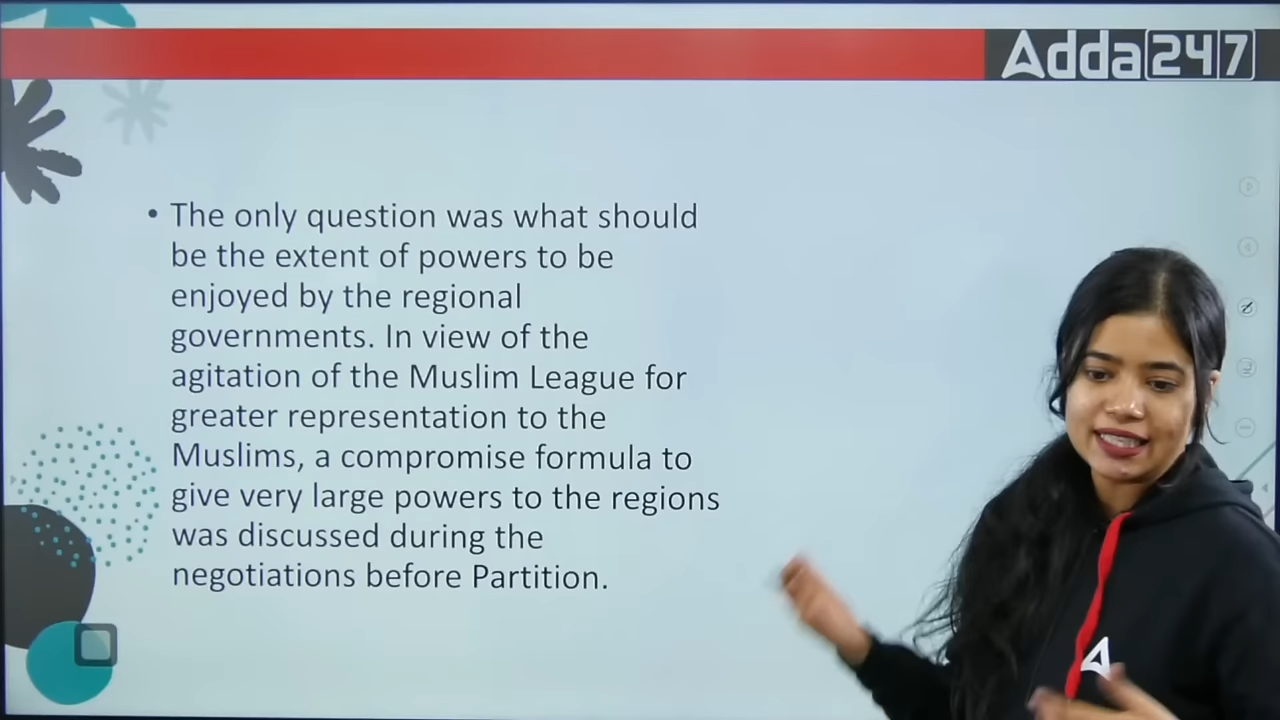 Adda247
• The only question was what should
be the extent of powers to be
enjoyed by the regional
governments. In view of the
agitation of the Muslim League for
greater representation to the
Muslims, a compromise formula to
give very large powers to the regions
was discussed during the
negotiations before Partition.